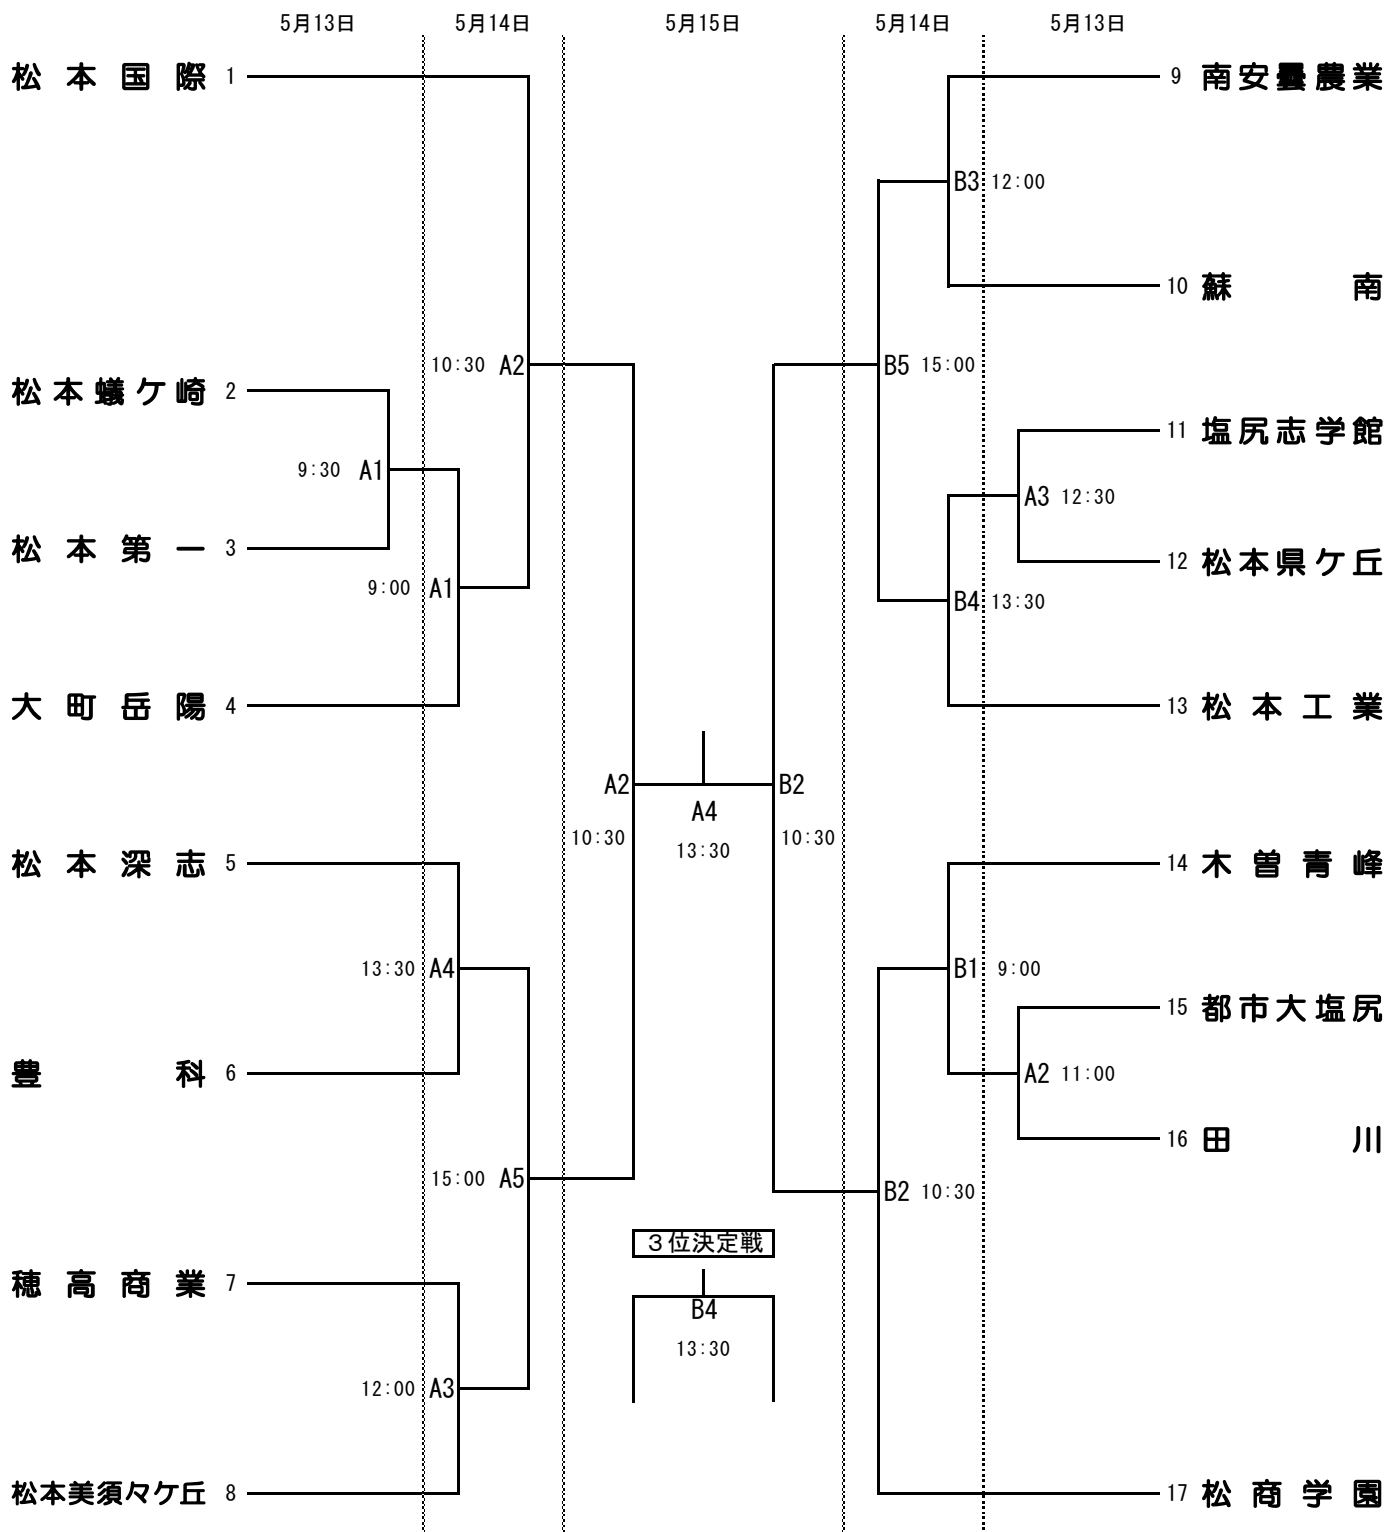 5月13日 5月14日 5月15日 5月14日 5月13日
松本国際 1
9 南安曇農業
B3 12:00
10 蘇南
10:30 A2
B5 15:00
松本蟻ケ崎 2
11 塩尻志学館
9:30 A1
A3 12:30
松本第一 3
12 松本県ケ丘
9:00 A1
B4 13:30
大町岳陽 4
13 松本工業
A2
B2
A4
10:30
13:30
10:30
松本深志 5
14 木曽青峰
13:30 A4
B1 9:00
15 都市大塩尻
豊科 6
A2 11:00
16 田川
15:00 A5
B2 10:30
3位決定戦
穂高商業 7
B4
13:30
12:00 A3
松本美須々ケ丘 8
17 松商学園